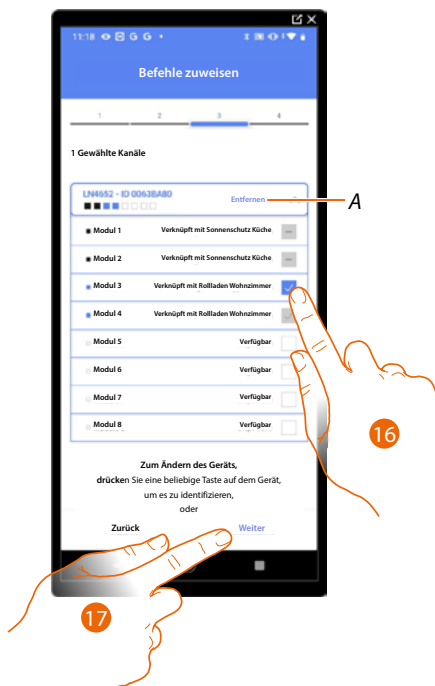 11:18 G G
Befehle zuweisen
1 2 3 4
1 Gewählte Kanäle
LN4652 - ID 0063BA80
Entfernen
A
Modul 1 Verknüpft mit Sonnenschutz Küche
Modul 2 Verknüpft mit Sonnenschutz Küche
Modul 3 Verknüpft mit Rollladen Wohnzimmer
Modul 4 Verknüpft mit Rollladen Wohnzimmer
Modul 5 Verfügbar
Modul 6 Verfügbar
Modul 7 Verfügbar
Modul 8 Verfügbar
16
Zum Ändern des Geräts,
drücken Sie eine beliebige Taste auf dem Gerät,
um es zu identifizieren,
oder
Zurück Weiter
17